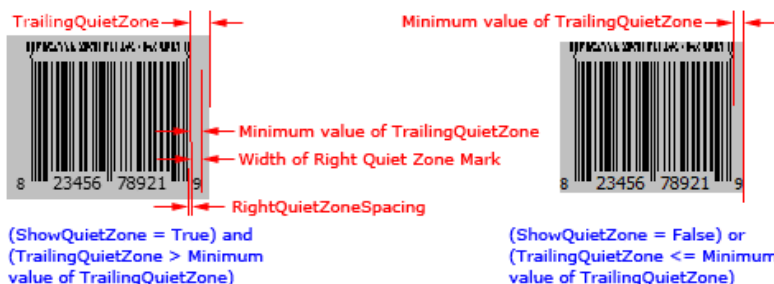 TrailingQuietZone
Minimum value of TrailingQuietZone
Minimum value of TrailingQuietZone
Width of Right Quiet Zone Mark
8 23456 78921 9
8 23456 78921 9
RightQuietZoneSpacing
(ShowQuietZone = True) and
(TrailingQuietZone > Minimum
value of TrailingQuietZone)
(ShowQuietZone = False) or
(TrailingQuietZone <= Minimum
value of TrailingQuietZone)